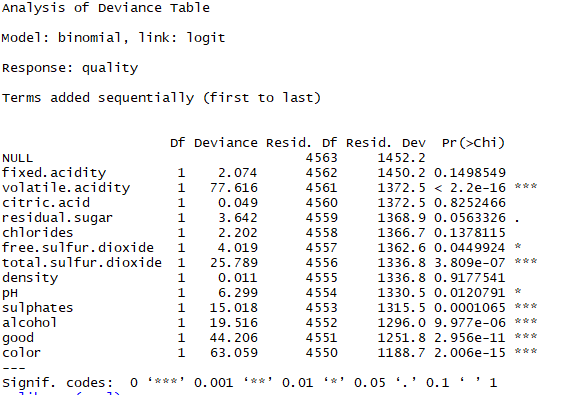 Analysis of Deviance Table
Model: binomial, link: logit
Response: quality
Terms added sequentially (first to last)
Df Deviance Resid. Df Resid. Dev Pr(>Chi)
NULL 4563 1452.2
fixed.acidity 1 2.074 4562 1450.2 0.1498549
volatile.acidity 1 77.616 4561 1372.5 < 2.2e-16 ***
citric.acid 1 0.049 4560 1372.5 0.8252466
residual.sugar 1 3.642 4559 1368.9 0.0563326 .
chlorides 1 2.202 4558 1366.7 0.1378115
free.sulfur.dioxide 1 4.019 4557 1362.6 0.0449924 *
total.sulfur.dioxide 1 25.789 4556 1336.8 3.809e-07 ***
density 1 0.011 4555 1336.8 0.9177541
pH 1 6.299 4554 1330.5 0.0120791 *
sulphates 1 15.018 4553 1315.5 0.0001065 ***
alcohol 1 19.516 4552 1296.0 9.977e-06 ***
good 1 44.206 4551 1251.8 2.956e-11 ***
color 1 63.059 4550 1188.7 2.006e-15 ***
---
Signif. codes: 0 ‘***’ 0.001 ‘**’ 0.01 ‘*’ 0.05 ‘.’ 0.1 ‘ ’ 1